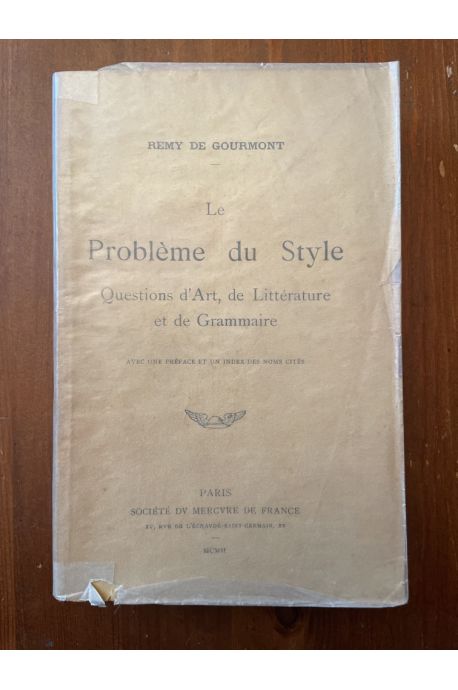 REMY DE GOURMONT
Le
Problème du Style
Questions d'Art, de Littérature
et de Grammaire
AVEC UNE PRÉFACE ET UN INDEX DES NOMS CITÉS
PARIS
SOCIÉTÉ DV MERCVRE DE FRANCE
XV, RVE DE L'ÉCHAVDÉ-SAINT-GERMAIN, XV
MCMII